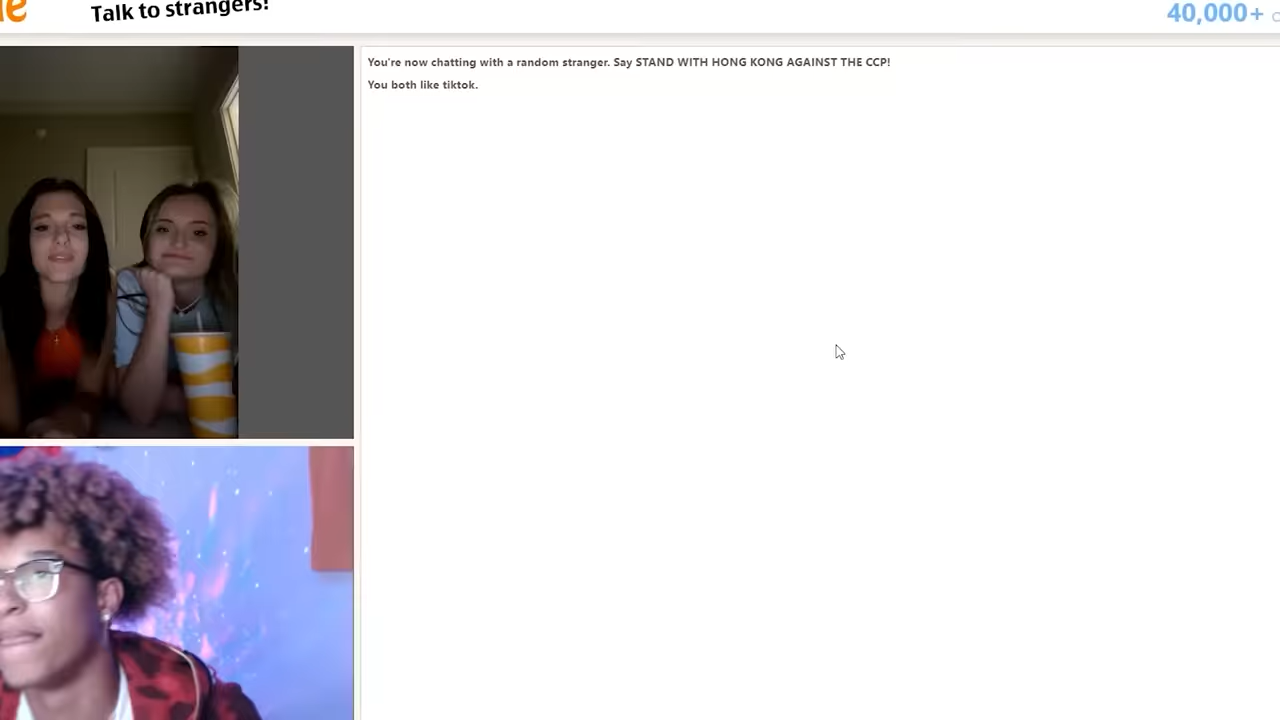 le
Talk to strangers!
40,000+
You're now chatting with a random stranger. Say STAND WITH HONG KONG AGAINST THE CCP!
You both like tiktok.